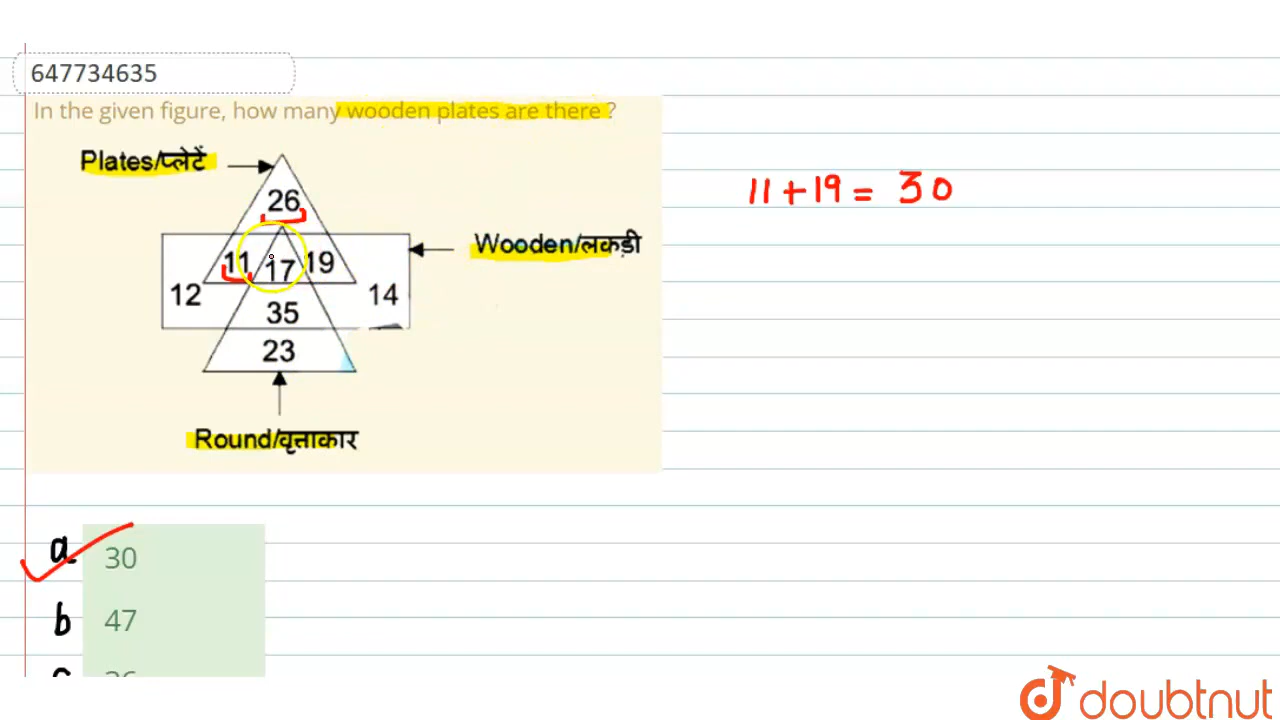 647734635
In the given figure, how many wooden plates are there ?
Plates/प्लेटें
26
11 + 19 = 30
Wooden/लकड़ी
11 17 19
12 35 14
23
Round/वृत्ताकार
a 30
b 47
doubtnut